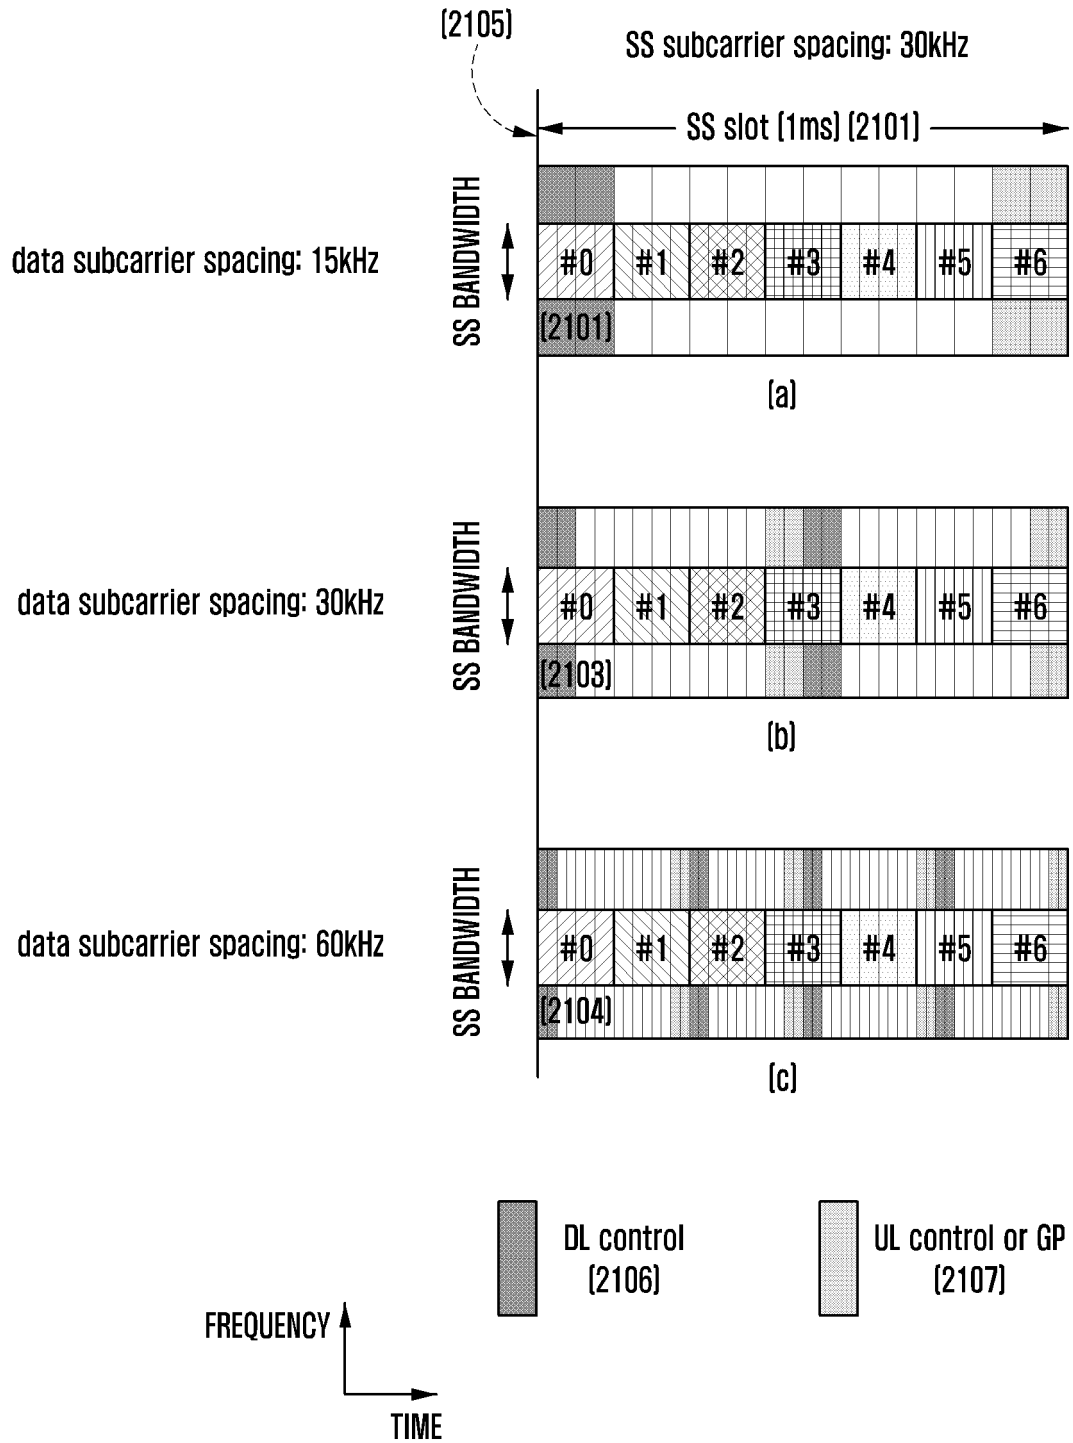 (2105)
SS subcarrier spacing: 30kHz
SS slot (1ms) (2101)
data subcarrier spacing: 15kHz
SS BANDWIDTH
#0 #1 #2 #3 #4 #5 #6
(2101)
(a)
data subcarrier spacing: 30kHz
SS BANDWIDTH
#0 #1 #2 #3 #4 #5 #6
(2103)
(b)
data subcarrier spacing: 60kHz
SS BANDWIDTH
#0 #1 #2 #3 #4 #5 #6
(2104)
(c)
DL control
(2106)
UL control or GP
(2107)
FREQUENCY
TIME